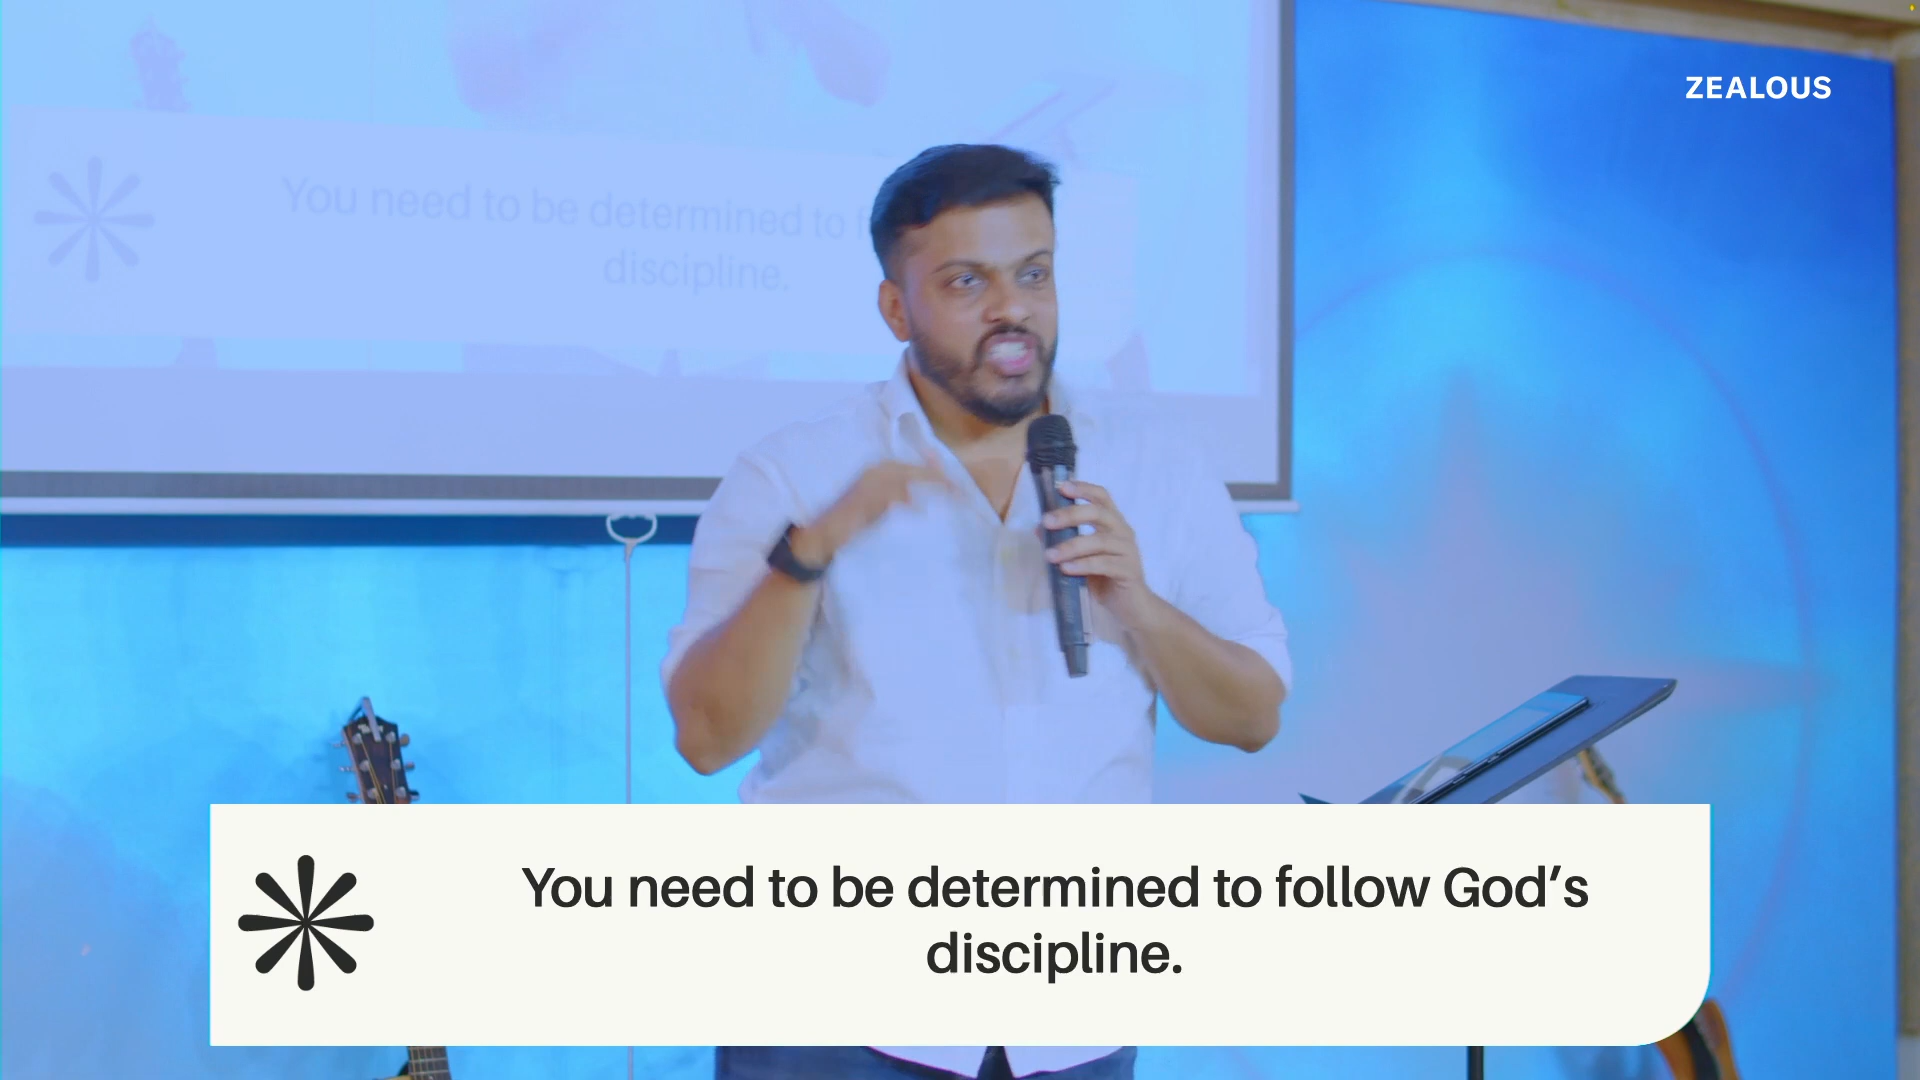 ZEALOUS
You need to be determined to f
discipline.
You need to be determined to follow God’s
discipline.